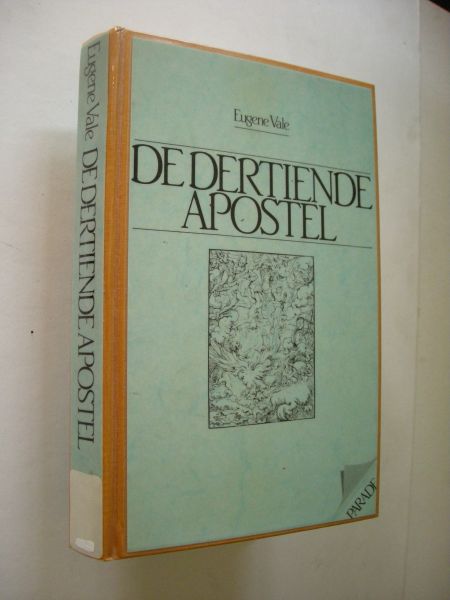 Eugene Vale DE DERTIENDE APOSTEL
Eugene Vale
DE DERTIENDE
APOSTEL
PARADE